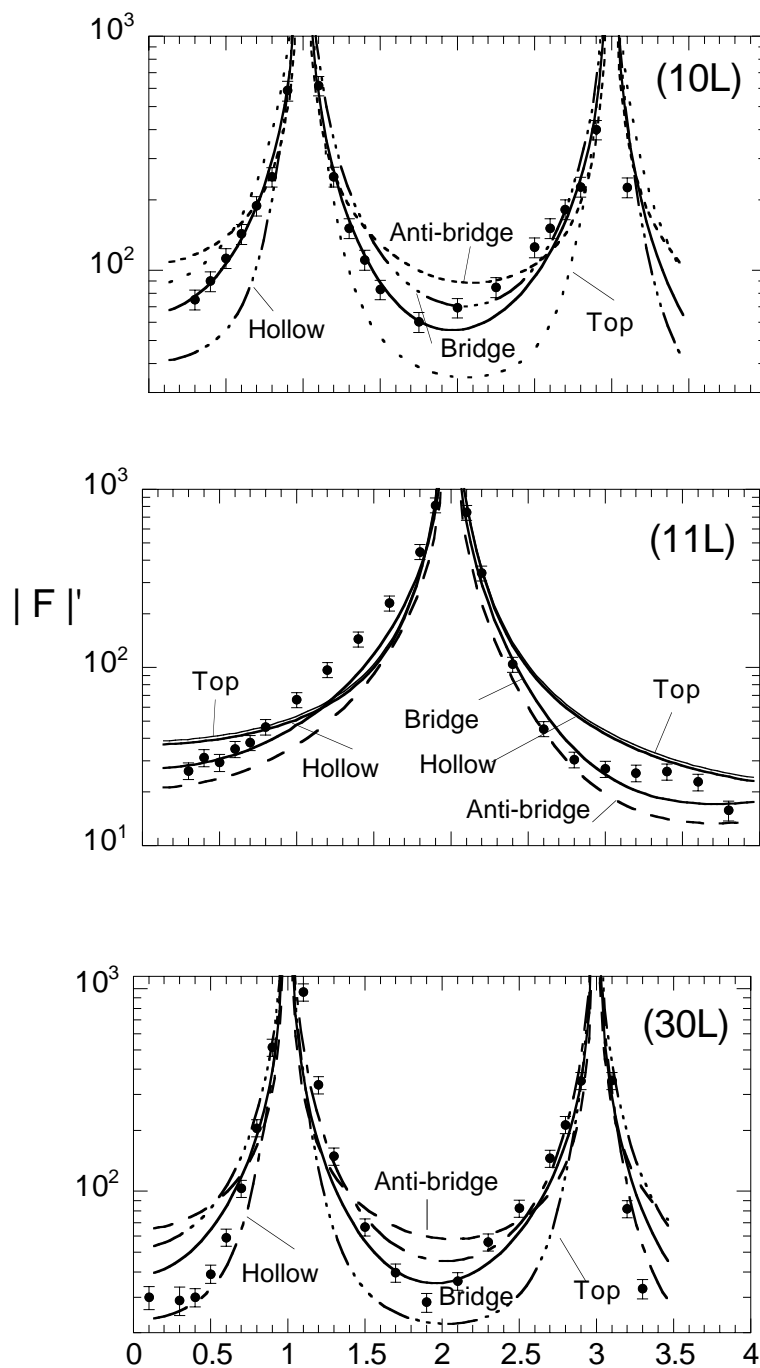 10³
(10L)
Anti-bridge
10²
Hollow
Bridge
Top
10³
(11L)
| F |'
10²
Top
Top
Bridge
Hollow
Hollow
Anti-bridge
10¹
10³
(30L)
10²
Anti-bridge
Hollow
Bridge
Top
0 0.5 1 1.5 2 2.5 3 3.5 4